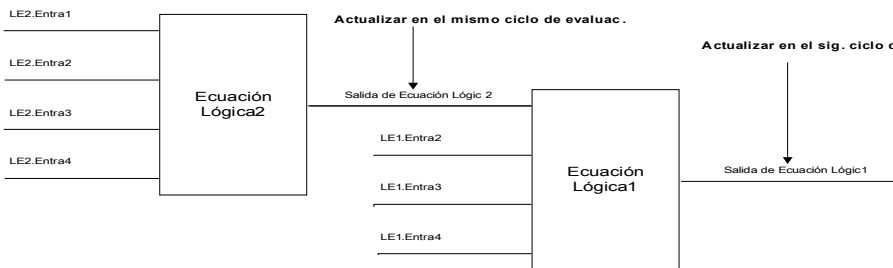 LE2.Entra1
Actualizar en el mismo ciclo de evaluac.
Actualizar en el sig. ciclo
LE2.Entra2
Ecuación
Lógica2
Salida de Ecuación Lógic 2
LE2.Entra3
LE1.Entra2
LE2.Entra4
Ecuación
Lógica1
Salida de Ecuación Lógic1
LE1.Entra3
LE1.Entra4